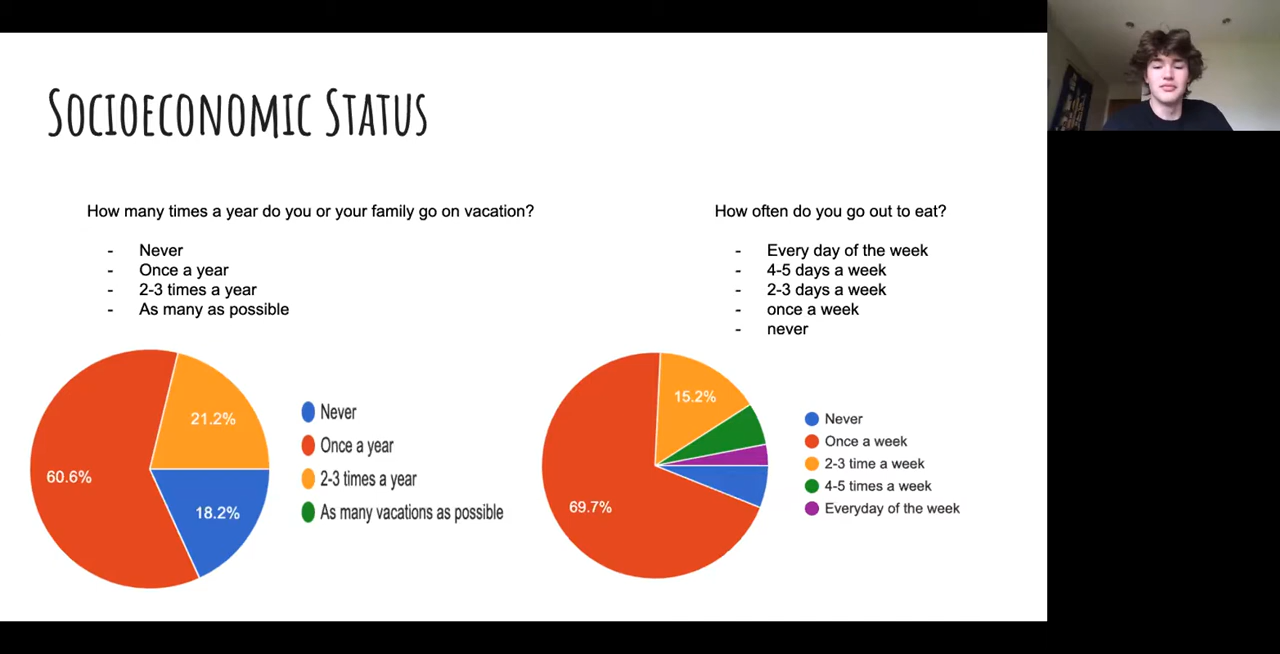 Socioeconomic Status
How many times a year do you or your family go on vacation?
- Never
- Once a year
- 2-3 times a year
- As many as possible
How often do you go out to eat?
- Every day of the week
- 4-5 days a week
- 2-3 days a week
- once a week
- never
21.2%
60.6%
18.2%
Never
Once a year
2-3 times a year
As many vacations as possible
15.2%
69.7%
Never
Once a week
2-3 time a week
4-5 times a week
Everyday of the week